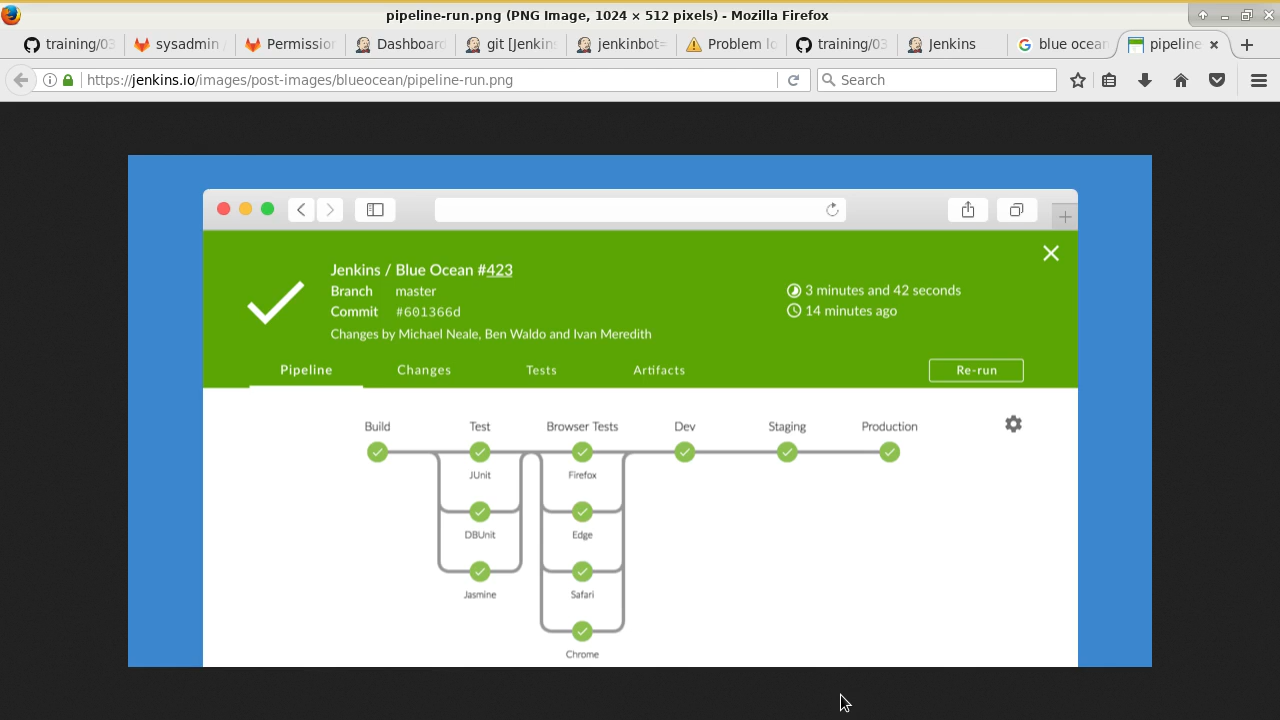 pipeline-run.png (PNG Image, 1024 × 512 pixels) - Mozilla Firefox
training/03 sysadmin / Permissio Dashboa git [Jenkin jenkinbot= Problem lo training/03 Jenkins blue ocean pipeline
https://jenkins.io/images/post-images/blueocean/pipeline-run.png Search
Jenkins / Blue Ocean #423
Branch master
Commit #601366d
Changes by Michael Neale, Ben Waldo and Ivan Meredith
3 minutes and 42 seconds
14 minutes ago
Pipeline Changes Tests Artifacts Re-run
Build Test Browser Tests Dev Staging Production
JUnit Firefox
DBUnit Edge
Jasmine Safari
Chrome